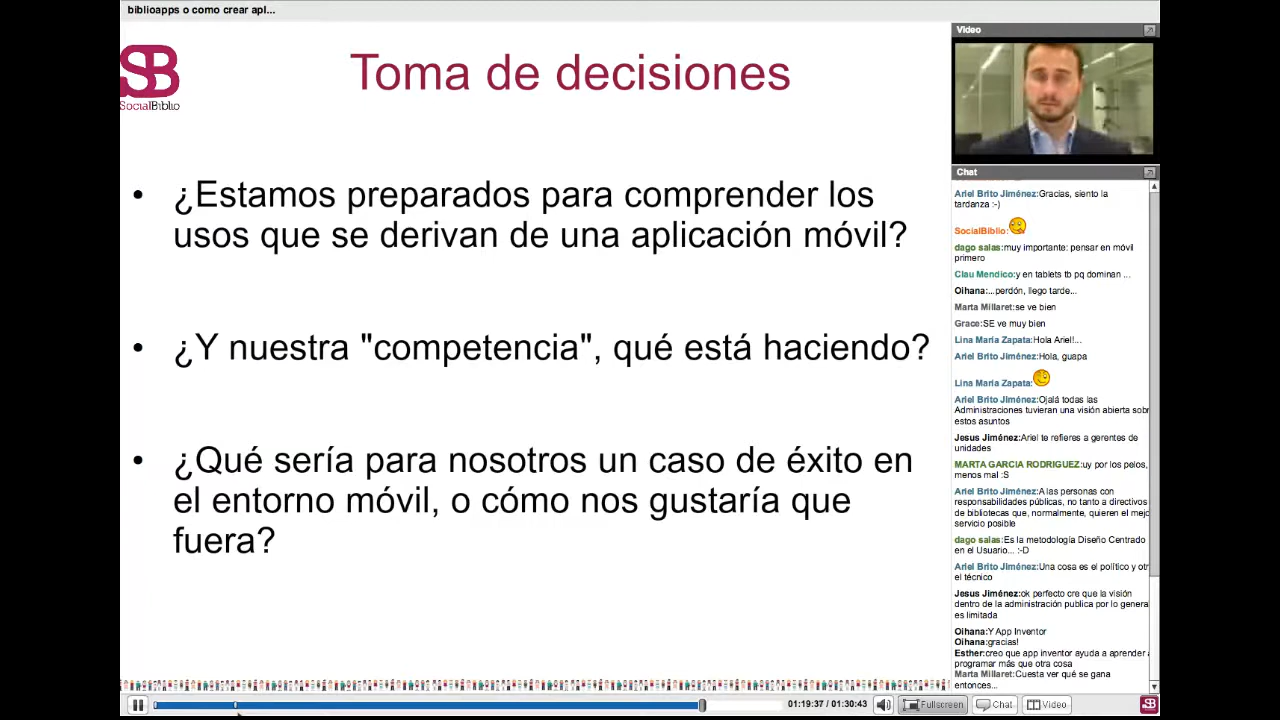 biblioapps o como crear apl...
SB
SocialBiblio
Toma de decisiones
• ¿Estamos preparados para comprender los
usos que se derivan de una aplicación móvil?
• ¿Y nuestra "competencia", qué está haciendo?
• ¿Qué sería para nosotros un caso de éxito en
el entorno móvil, o cómo nos gustaría que
fuera?
Video
Chat
Ariel Brito Jiménez:Gracias, siento la
tardanza :-)
SocialBiblio:
dago salas:muy importante: pensar en móvil
primero
Clau Mendico:y en tablets tb pq dominan ...
Oihana:...perdón, llego tarde...
Marta Millaret:se ve bien
Grace:SE ve muy bien
Lina María Zapata:Hola Ariel!...
Ariel Brito Jiménez:Hola, guapa
Lina María Zapata:
Ariel Brito Jiménez:Ojalá todas las
Administraciones tuvieran una visión abierta sobr
estos asuntos
Jesus Jiménez:Ariel te refieres a gerentes de
unidades
MARTA GARCIA RODRIGUEZ:uy por los pelos,
menos mal :S
Ariel Brito Jiménez:A las personas con
responsabilidades públicas, no tanto a directivos
de bibliotecas que, normalmente, quieren el mejo
servicio posible
dago salas:Es la metodología Diseño Centrado
en el Usuario... :-D
Ariel Brito Jiménez:Una cosa es el político y otr
el técnico
Jesus Jiménez:ok perfecto cre que la visión
dentro de la administración publica por lo genera
es limitada
Oihana:Y App Inventor
Oihana:gracias!
Esther:creo que app inventor ayuda a aprender a
programar más que otra cosa
Marta Millaret:Cuesta ver qué se gana
entonces...
01:19:37 / 01:30:43
Fullscreen
Chat
Video
SB